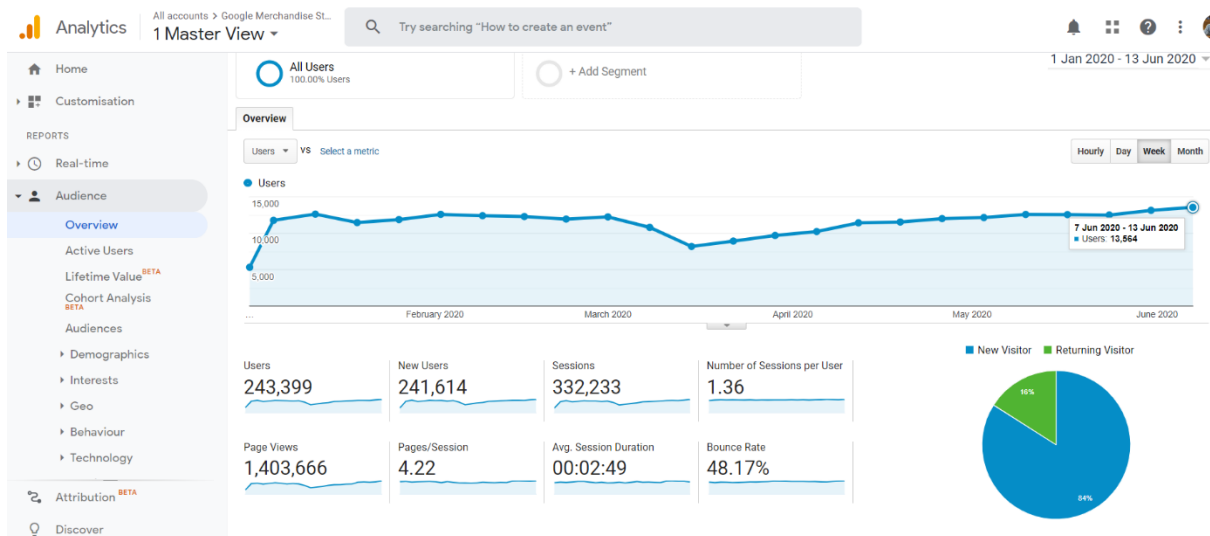 Analytics
All accounts > Google Merchandise St...
1 Master View
Try searching "How to create an event"
Home
Customisation
REPORTS
Real-time
Audience
Overview
Active Users
Lifetime Value BETA
Cohort Analysis
BETA
Audiences
Demographics
Interests
Geo
Behaviour
Technology
Attribution BETA
Discover
All Users
100.00% Users
+ Add Segment
1 Jan 2020 - 13 Jun 2020
Overview
Users VS Select a metric
Hourly Day Week Month
Users
15,000
10,000
5,000
7 Jun 2020 - 13 Jun 2020
Users: 13,564
... February 2020 March 2020 April 2020 May 2020 June 2020
Users
243,399
New Users
241,614
Sessions
332,233
Number of Sessions per User
1.36
Page Views
1,403,666
Pages/Session
4.22
Avg. Session Duration
00:02:49
Bounce Rate
48.17%
New Visitor Returning Visitor
16%
84%